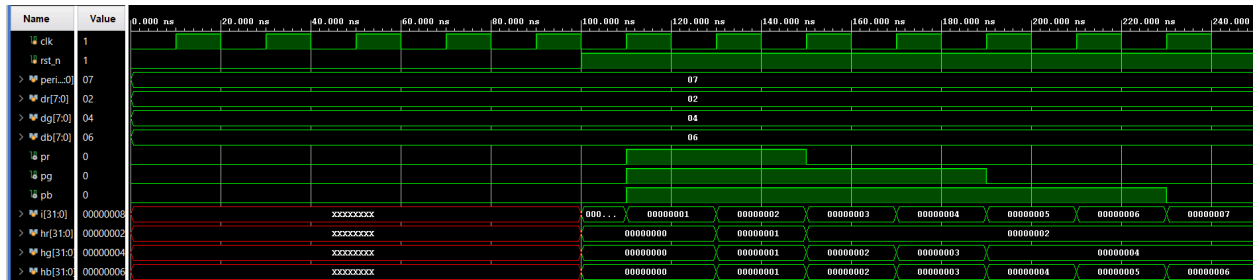 Name Value 0.000 ns 20.000 ns 40.000 ns 60.000 ns 80.000 ns 100.000 ns 120.000 ns 140.000 ns 160.000 ns 180.000 ns 200.000 ns 220.000 ns 240.000
clk 1
rst_n 1
peri...:0] 07 07
dr[7:0] 02 02
dg[7:0] 04 04
db[7:0] 06 06
pr 0
pg 0
pb 0
i[31:0] 00000008 XXXXXXXX 000... 00000001 00000002 00000003 00000004 00000005 00000006 00000007
hr[31:0] 00000002 XXXXXXXX 00000000 00000001 00000002
hg[31:0] 00000004 XXXXXXXX 00000000 00000001 00000002 00000003 00000004
hb[31:0] 00000006 XXXXXXXX 00000000 00000001 00000002 00000003 00000004 00000005 00000006